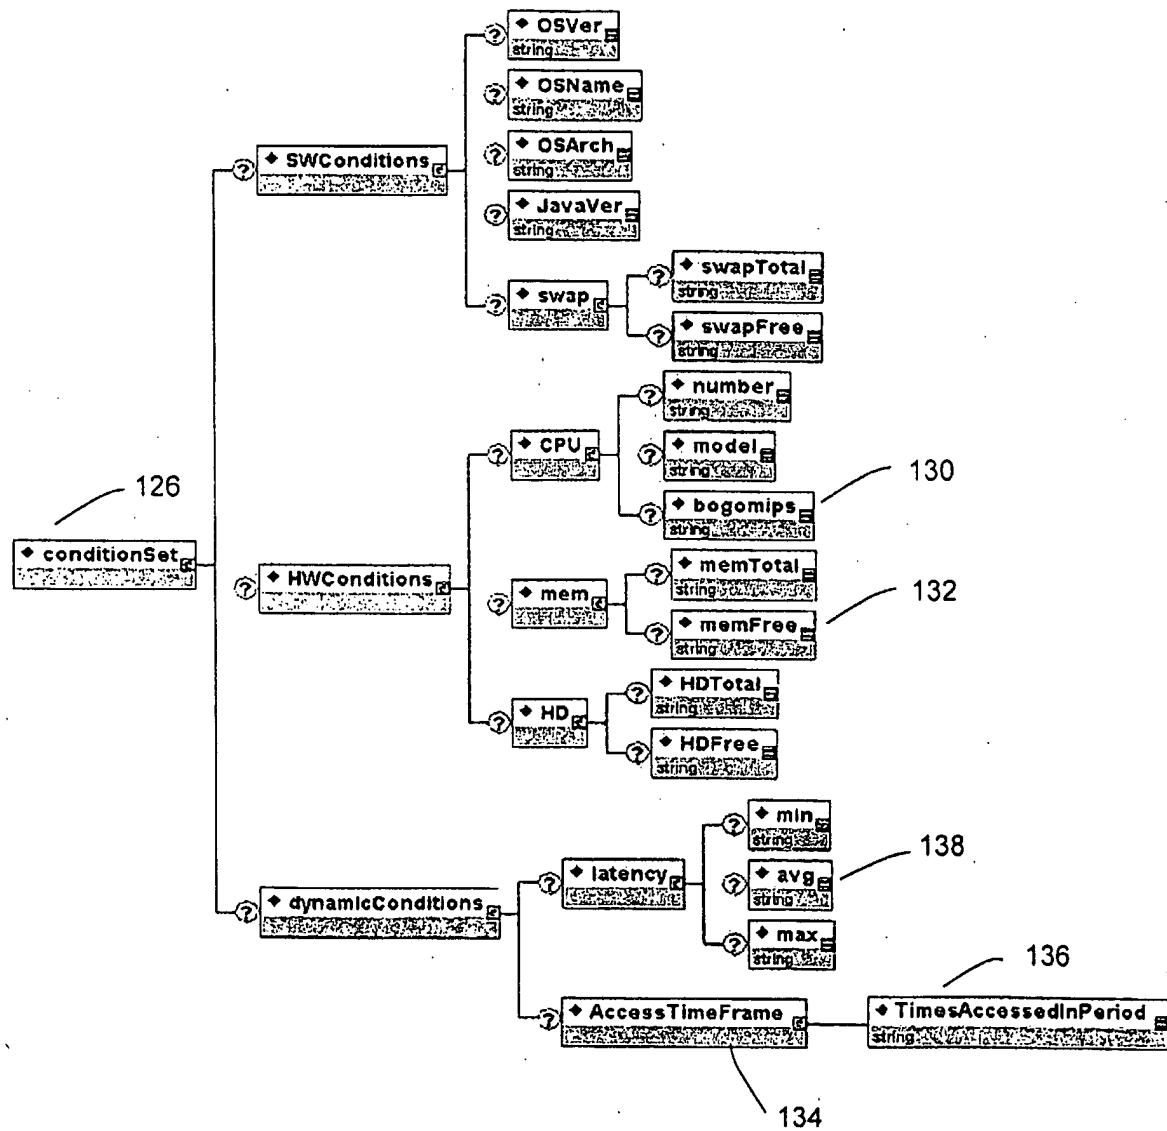 OSVer
string
OSName
string
OSArch
string
SWConditions
JavaVer
string
swap
swapTotal
string
swapFree
string
number
string
CPU
model
string
bogomips
string
130
126
conditionSet
HWConditions
mem
memTotal
string
memFree
string
132
HD
HDTotal
string
HDFree
string
min
string
latency
avg
string
138
dynamicConditions
max
string
136
AccessTimeFrame
TimesAccessedInPeriod
string
134